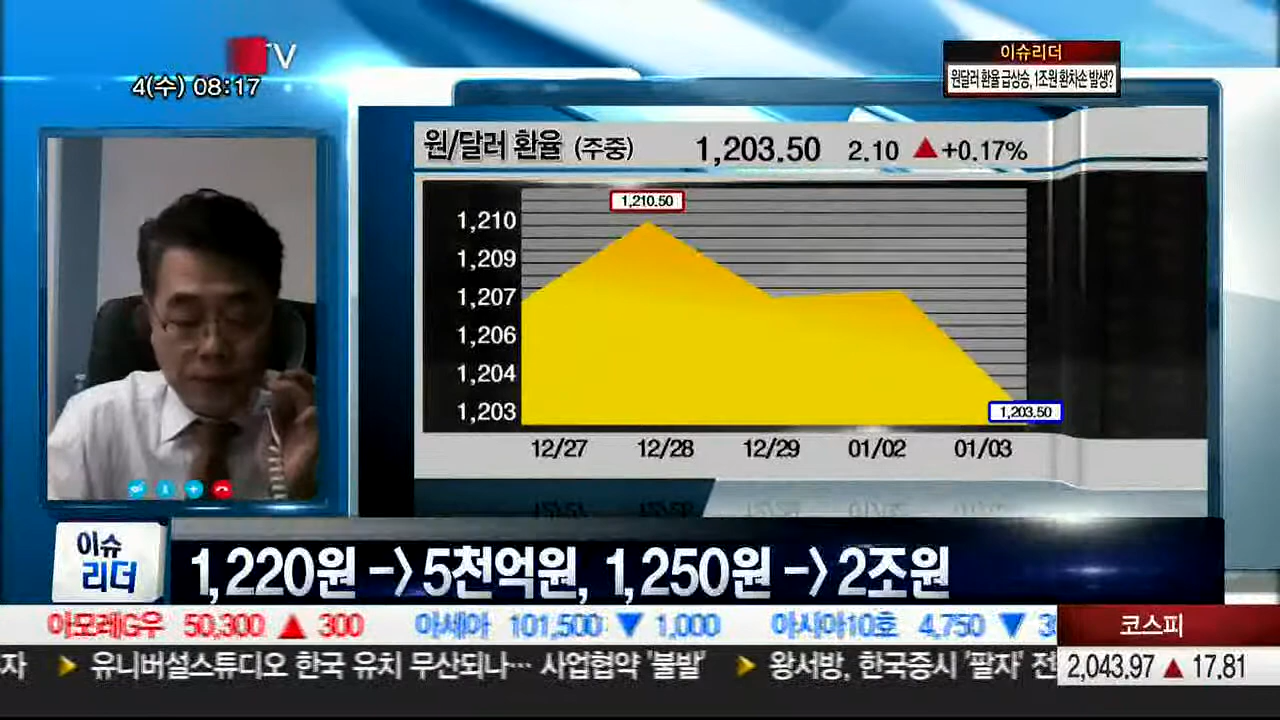 TV
4(수) 08:17
이슈리더
원달러 환율 급상승, 1조원 환차손 발생?
원/달러 환율 (주중) 1,203.50 2.10 ▲+0.17%
1,210.50
1,210
1,209
1,207
1,206
1,204
1,203
1,203.50
12/27 12/28 12/29 01/02 01/03
이슈
리더
1,220원 -> 5천억원, 1,250원 -> 2조원
아모레G우 50,300 ▲ 300 아세아 101,500 ▼ 1,000 아시아10호 4,750 ▼
코스피
자 ▶ 유니버설스튜디오 한국 유치 무산되나… 사업협약 '불발' ▶ 왕서방, 한국증시 '팔자' 전
2,043.97 ▲ 17.81